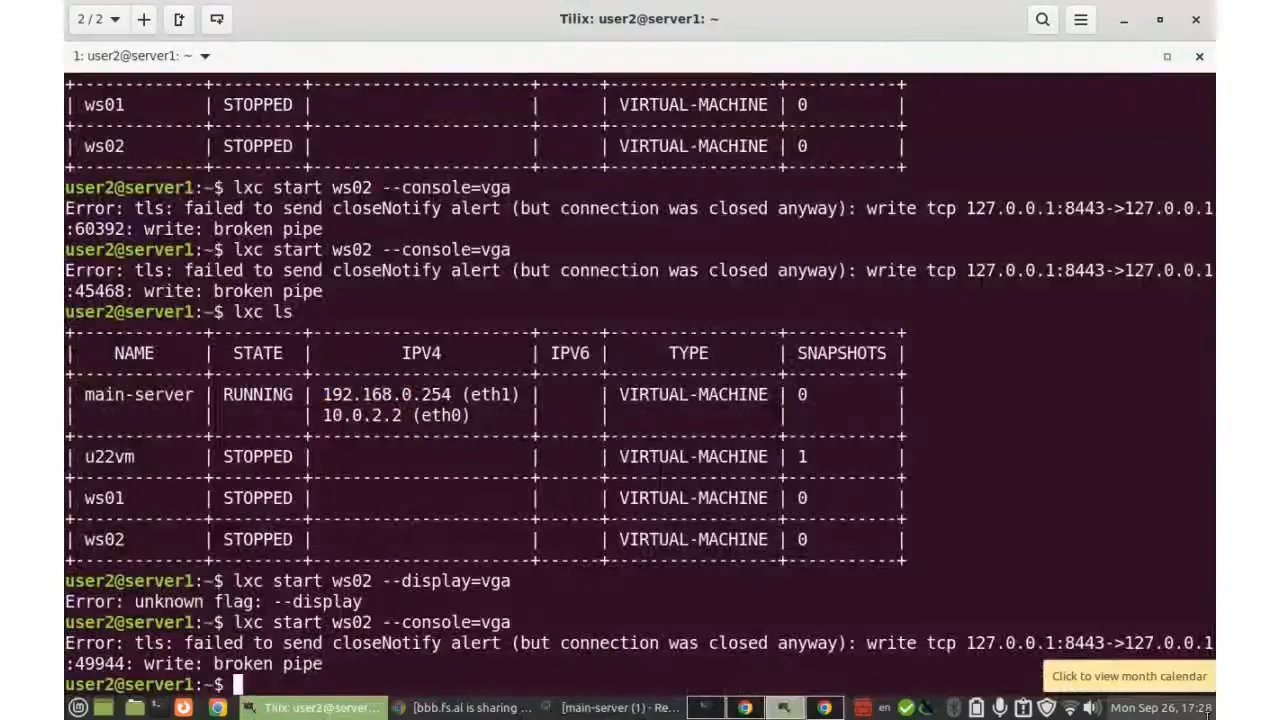 2 / 2
Tilix: user2@server1: ~
1: user2@server1: ~
| ws01 | STOPPED | | | VIRTUAL-MACHINE | 0 |
| ws02 | STOPPED | | | VIRTUAL-MACHINE | 0 |
user2@server1:~$ lxc start ws02 --console=vga
Error: tls: failed to send closeNotify alert (but connection was closed anyway): write tcp 127.0.0.1:8443->127.0.0.1
:60392: write: broken pipe
user2@server1:~$ lxc start ws02 --console=vga
Error: tls: failed to send closeNotify alert (but connection was closed anyway): write tcp 127.0.0.1:8443->127.0.0.1
:45468: write: broken pipe
user2@server1:~$ lxc ls
| NAME | STATE | IPV4 | IPV6 | TYPE | SNAPSHOTS |
| main-server | RUNNING | 192.168.0.254 (eth1) | | VIRTUAL-MACHINE | 0 |
| | | 10.0.2.2 (eth0) | | | |
| u22vm | STOPPED | | | VIRTUAL-MACHINE | 1 |
| ws01 | STOPPED | | | VIRTUAL-MACHINE | 0 |
| ws02 | STOPPED | | | VIRTUAL-MACHINE | 0 |
user2@server1:~$ lxc start ws02 --display=vga
Error: unknown flag: --display
user2@server1:~$ lxc start ws02 --console=vga
Error: tls: failed to send closeNotify alert (but connection was closed anyway): write tcp 127.0.0.1:8443->127.0.0.1
:49944: write: broken pipe
user2@server1:~$
Click to view month calendar
Tilix: user2@server...
[bbb.fs.al is sharing ...
[main-server (1) - Re...
en
Mon Sep 26, 17:28